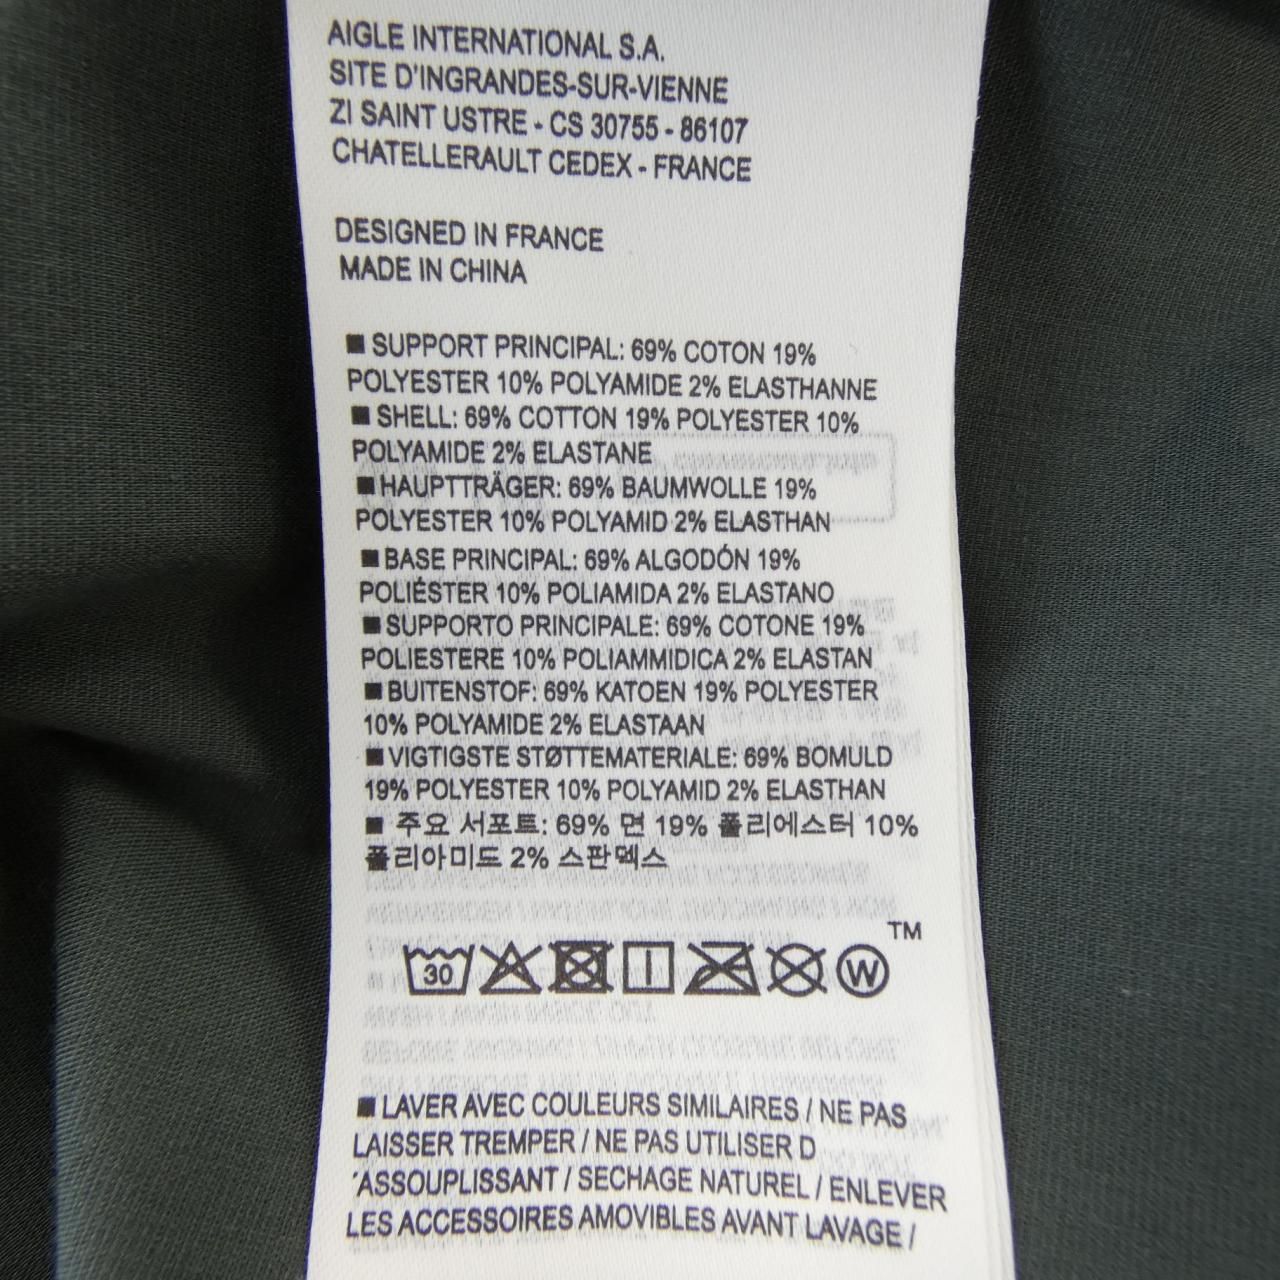 AIGLE INTERNATIONAL S.A.
SITE D'INGRANDES-SUR-VIENNE
ZI SAINT USTRE - CS 30755 - 86107
CHATELLERAULT CEDEX - FRANCE
DESIGNED IN FRANCE
MADE IN CHINA
■ SUPPORT PRINCIPAL: 69% COTON 19%
POLYESTER 10% POLYAMIDE 2% ELASTHANNE
■ SHELL: 69% COTTON 19% POLYESTER 10%
POLYAMIDE 2% ELASTANE
■ HAUPTTRÄGER: 69% BAUMWOLLE 19%
POLYESTER 10% POLYAMID 2% ELASTHAN
■ BASE PRINCIPAL: 69% ALGODÓN 19%
POLIÉSTER 10% POLIAMIDA 2% ELASTANO
■ SUPPORTO PRINCIPALE: 69% COTONE 19%
POLIESTERE 10% POLIAMMIDICA 2% ELASTAN
■ BUITENSTOF: 69% KATOEN 19% POLYESTER
10% POLYAMIDE 2% ELASTAAN
■ VIGTIGSTE STØTTEMATERIALE: 69% BOMULD
19% POLYESTER 10% POLYAMID 2% ELASTHAN
■ 주요 서포트: 69% 면 19% 폴리에스터 10%
폴리아미드 2% 스판덱스
30 W ™
■ LAVER AVEC COULEURS SIMILAIRES / NE PAS
LAISSER TREMPER / NE PAS UTILISER D
'ASSOUPLISSANT / SECHAGE NATUREL / ENLEVER
LES ACCESSOIRES AMOVIBLES AVANT LAVAGE /